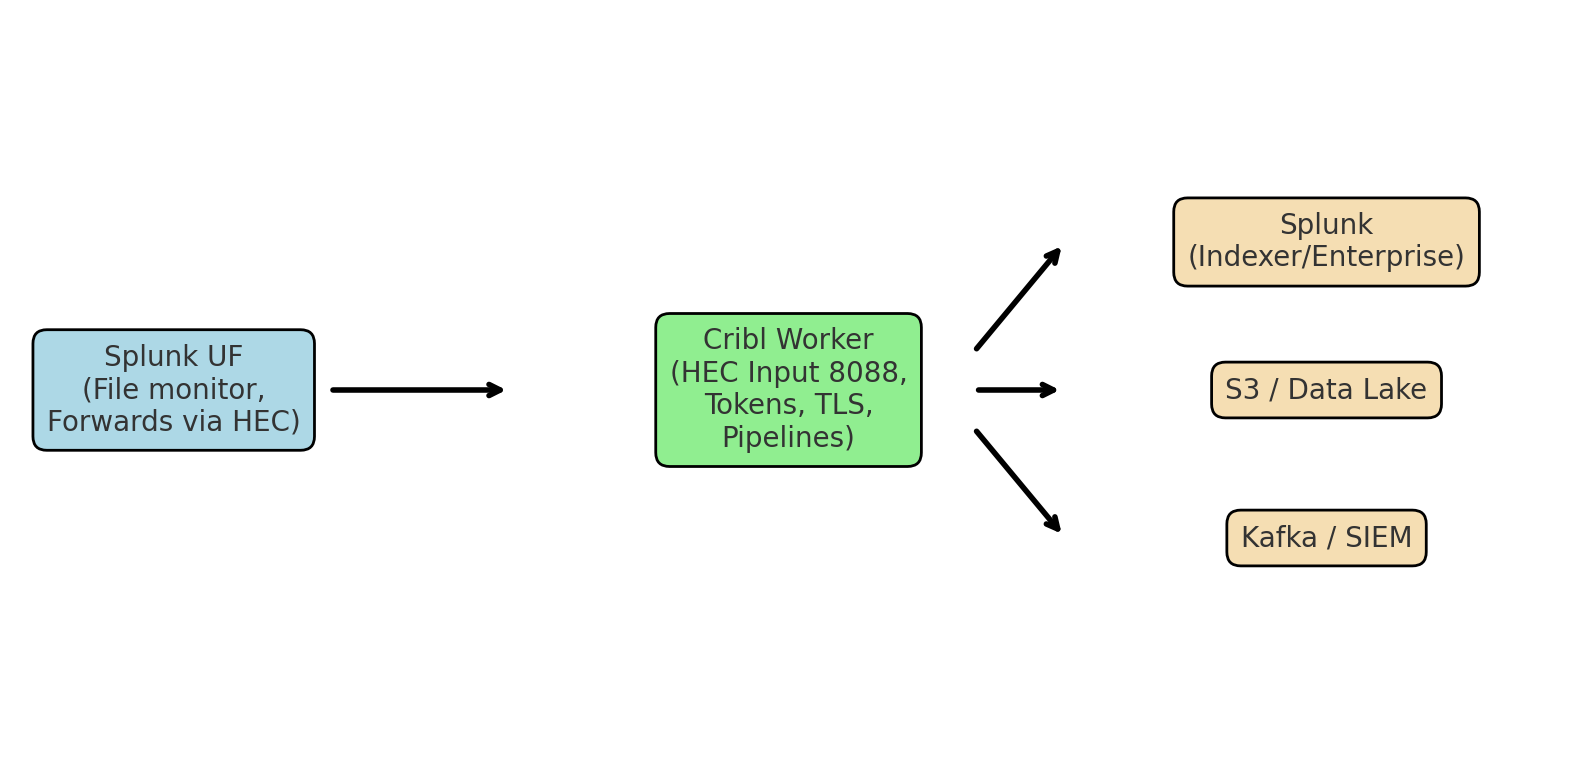 Splunk UF
(File monitor,
Forwards via HEC)
Cribl Worker
(HEC Input 8088,
Tokens, TLS,
Pipelines)
Splunk
(Indexer/Enterprise)
S3 / Data Lake
Kafka / SIEM